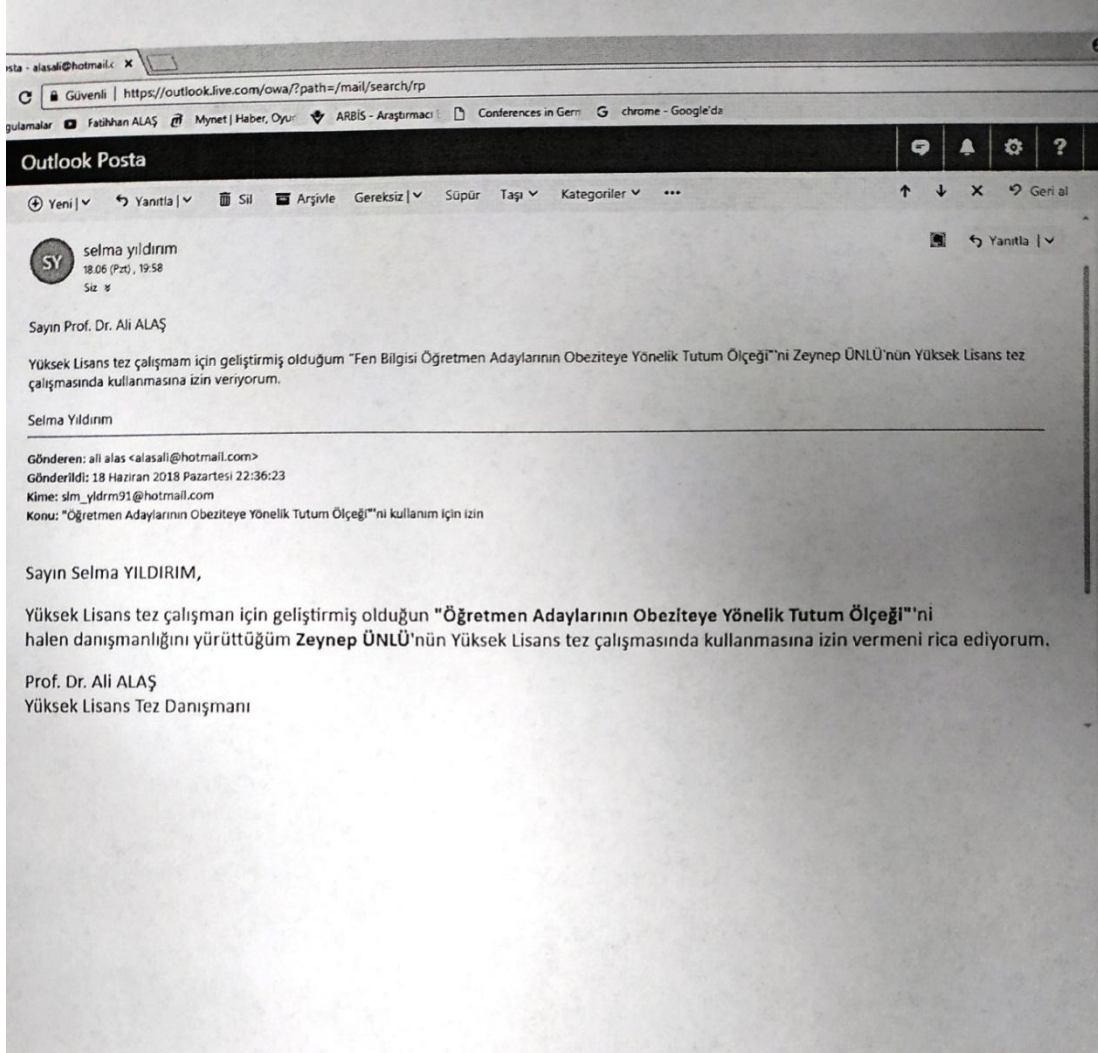 osta - alasali@hotmail.c
Güvenli | https://outlook.live.com/owa/?path=/mail/search/rp
gulamalar Fatihhan ALAŞ Mynet | Haber, Oyur ARBİS - Araştırmacı Conferences in Germ chrome - Google'da
Outlook Posta ?
Yeni | Yanıtla | Sil Arşivle Gereksiz | Süpür Taşı Kategoriler ••• Geri al
SY
selma yıldırım
18.06 (Pzt), 19:58
Siz
Yanıtla |
Sayın Prof. Dr. Ali ALAŞ
Yüksek Lisans tez çalışmam için geliştirmiş olduğum "Fen Bilgisi Öğretmen Adaylarının Obeziteye Yönelik Tutum Ölçeği"'ni Zeynep ÜNLÜ'nün Yüksek Lisans tez
çalışmasında kullanmasına izin veriyorum.
Selma Yıldırım
Gönderen: ali alas <alasali@hotmail.com>
Gönderildi: 18 Haziran 2018 Pazartesi 22:36:23
Kime: slm_yldrm91@hotmail.com
Konu: "Öğretmen Adaylarının Obeziteye Yönelik Tutum Ölçeği"'ni kullanım için izin
Sayın Selma YILDIRIM,
Yüksek Lisans tez çalışman için geliştirmiş olduğun "Öğretmen Adaylarının Obeziteye Yönelik Tutum Ölçeği"'ni
halen danışmanlığını yürüttüğüm Zeynep ÜNLÜ'nün Yüksek Lisans tez çalışmasında kullanmasına izin vermeni rica ediyorum.
Prof. Dr. Ali ALAŞ
Yüksek Lisans Tez Danışmanı